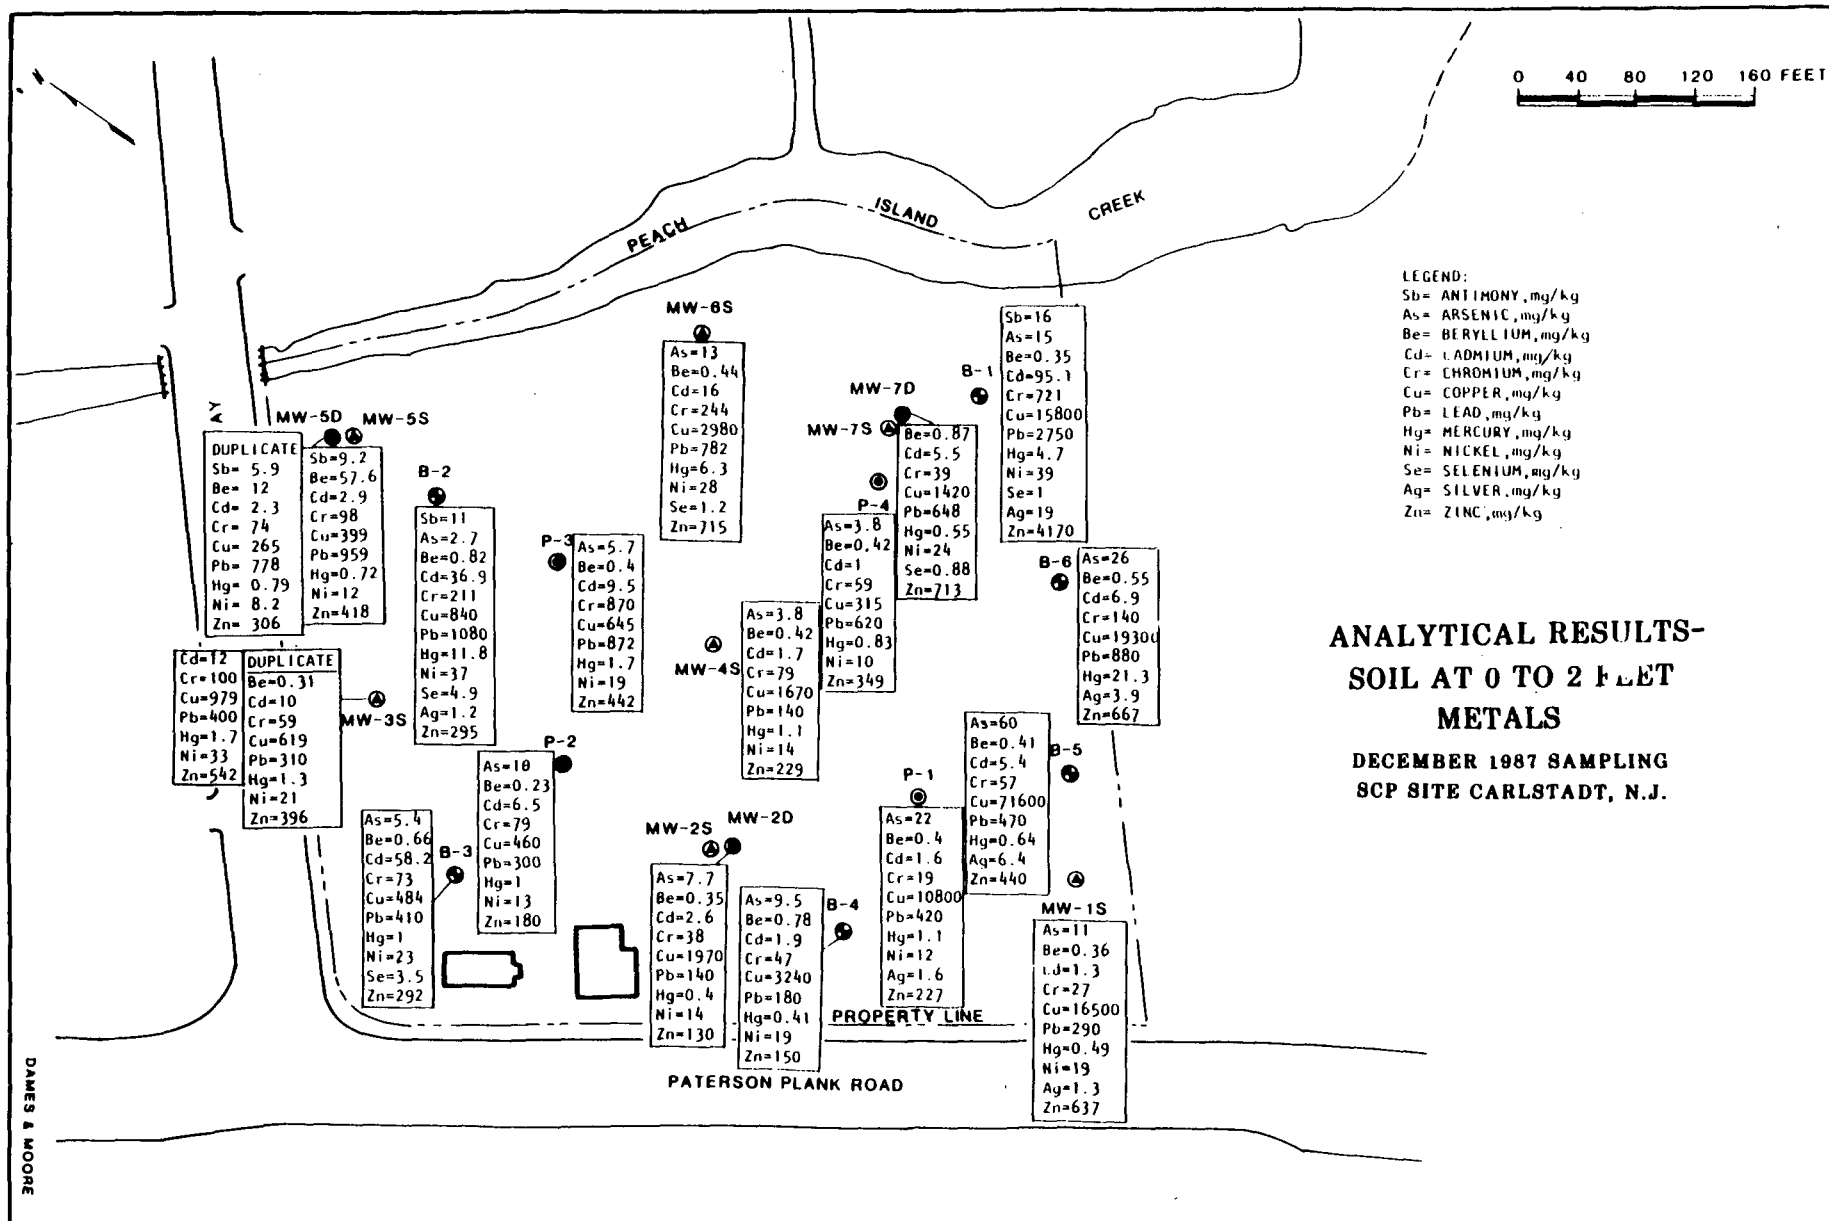 0 40 80 120 160 FEET
N
PEACH ISLAND CREEK
LEGEND:
Sb= ANTIMONY,mg/kg
As= ARSENIC,mg/kg
Be= BERYLLIUM,mg/kg
Cd= CADMIUM,mg/kg
Cr= CHROMIUM,mg/kg
Cu= COPPER,mg/kg
Pb= LEAD,mg/kg
Hg= MERCURY,mg/kg
Ni= NICKEL,mg/kg
Se= SELENIUM,mg/kg
Ag= SILVER,mg/kg
Zn= ZINC,mg/kg
MW-6S
As=13
Be=0.44
Cd=16
Cr=244
Cu=2980
Pb=782
Hg=6.3
Ni=28
Se=1.2
Zn=715
B-1
Sb=16
As=15
Be=0.35
Cd=95.1
Cr=721
Cu=15800
Pb=2750
Hg=4.7
Ni=39
Se=1
Ag=19
Zn=4170
MW-7D
MW-7S
Be=0.87
Cd=5.5
Cr=39
Cu=1420
Pb=648
Hg=0.55
Ni=24
Se=0.88
Zn=713
AY
MW-5D
MW-5S
DUPLICATE
Sb= 5.9
Be= 12
Cd= 2.3
Cr= 74
Cu= 265
Pb= 778
Hg= 0.79
Ni= 8.2
Zn= 306
Sb=9.2
Be=57.6
Cd=2.9
Cr=98
Cu=399
Pb=959
Hg=0.72
Ni=12
Zn=418
B-2
Sb=11
As=2.7
Be=0.82
Cd=36.9
Cr=211
Cu=840
Pb=1080
Hg=11.8
Ni=37
Se=4.9
Ag=1.2
Zn=295
P-3
As=5.7
Be=0.4
Cd=9.5
Cr=870
Cu=645
Pb=872
Hg=1.7
Ni=19
Zn=442
P-4
As=3.8
Be=0.42
Cd=1
Cr=59
Cu=315
Pb=620
Hg=0.83
Ni=10
Zn=349
MW-4S
As=3.8
Be=0.42
Cd=1.7
Cr=79
Cu=1670
Pb=140
Hg=1.1
Ni=14
Zn=229
B-6
As=26
Be=0.55
Cd=6.9
Cr=140
Cu=19300
Pb=880
Hg=21.3
Ag=3.9
Zn=667
ANALYTICAL RESULTS-
SOIL AT 0 TO 2 FEET
METALS
DECEMBER 1987 SAMPLING
SCP SITE CARLSTADT, N.J.
Cd=12
Cr=100
Cu=979
Pb=400
Hg=1.7
Ni=33
Zn=542
DUPLICATE
Be=0.31
Cd=10
Cr=59
Cu=619
Pb=310
Hg=1.3
Ni=21
Zn=396
MW-3S
P-2
As=10
Be=0.23
Cd=6.5
Cr=79
Cu=460
Pb=300
Hg=1
Ni=13
Zn=180
B-3
As=5.4
Be=0.66
Cd=58.2
Cr=73
Cu=484
Pb=410
Hg=1
Ni=23
Se=3.5
Zn=292
MW-2S
MW-2D
As=7.7
Be=0.35
Cd=2.6
Cr=38
Cu=1970
Pb=140
Hg=0.4
Ni=14
Zn=130
B-4
As=9.5
Be=0.78
Cd=1.9
Cr=47
Cu=3240
Pb=180
Hg=0.41
Ni=19
Zn=150
P-1
As=22
Be=0.4
Cd=1.6
Cr=19
Cu=10800
Pb=420
Hg=1.1
Ni=12
Ag=1.6
Zn=227
B-5
As=60
Be=0.41
Cd=5.4
Cr=57
Cu=71600
Pb=470
Hg=0.64
Ag=6.4
Zn=440
MW-1S
As=11
Be=0.36
Cd=1.3
Cr=27
Cu=16500
Pb=290
Hg=0.49
Ni=19
Ag=1.3
Zn=637
PROPERTY LINE
PATERSON PLANK ROAD
DAMES & MOORE